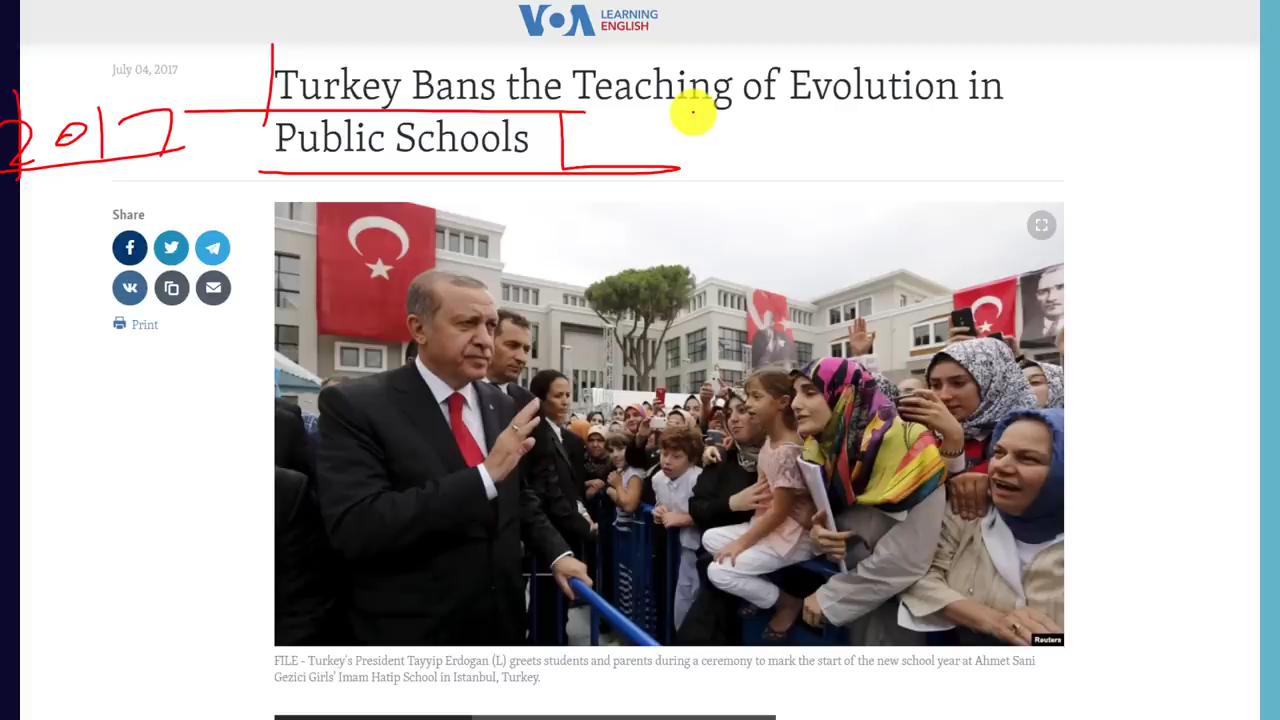 VOA LEARNING
ENGLISH
July 04, 2017
Turkey Bans the Teaching of Evolution in
Public Schools
2017
Share
Print
Reuters
FILE - Turkey's President Tayyip Erdogan (L) greets students and parents during a ceremony to mark the start of the new school year at Ahmet Sani
Gezici Girls' Imam Hatip School in Istanbul, Turkey.